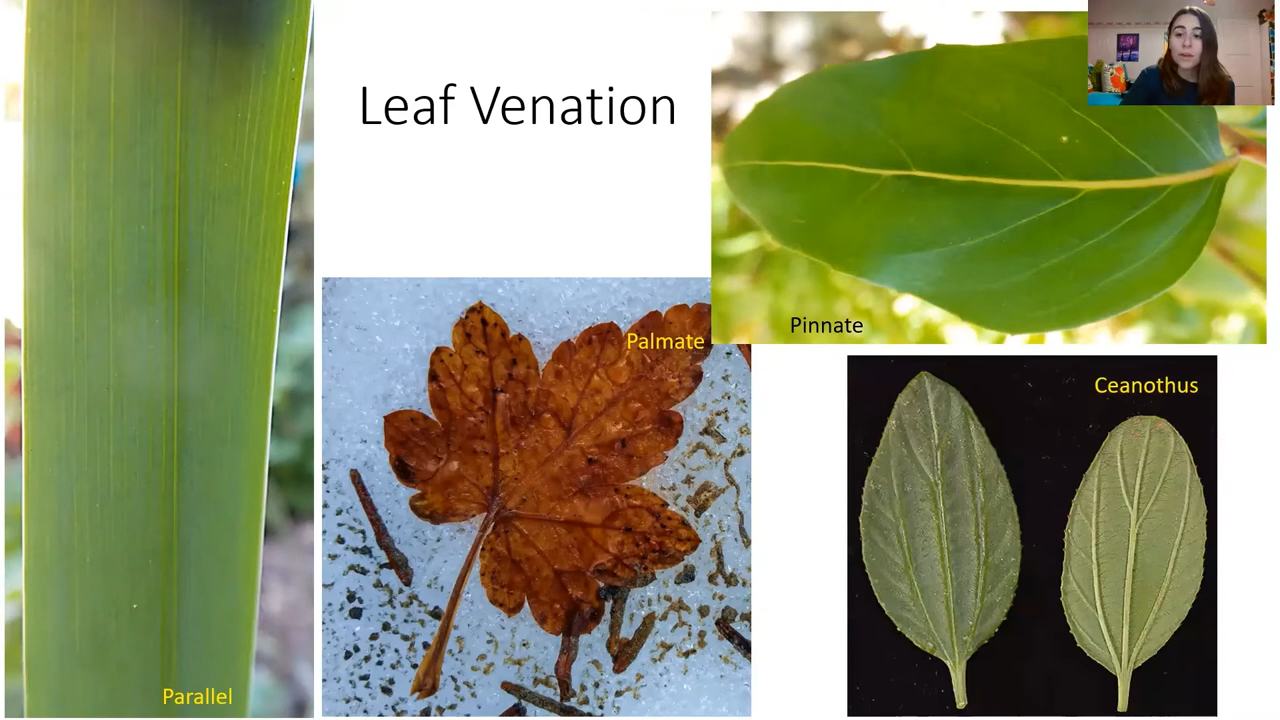 Leaf Venation
Pinnate
Palmate
Ceanothus
Parallel